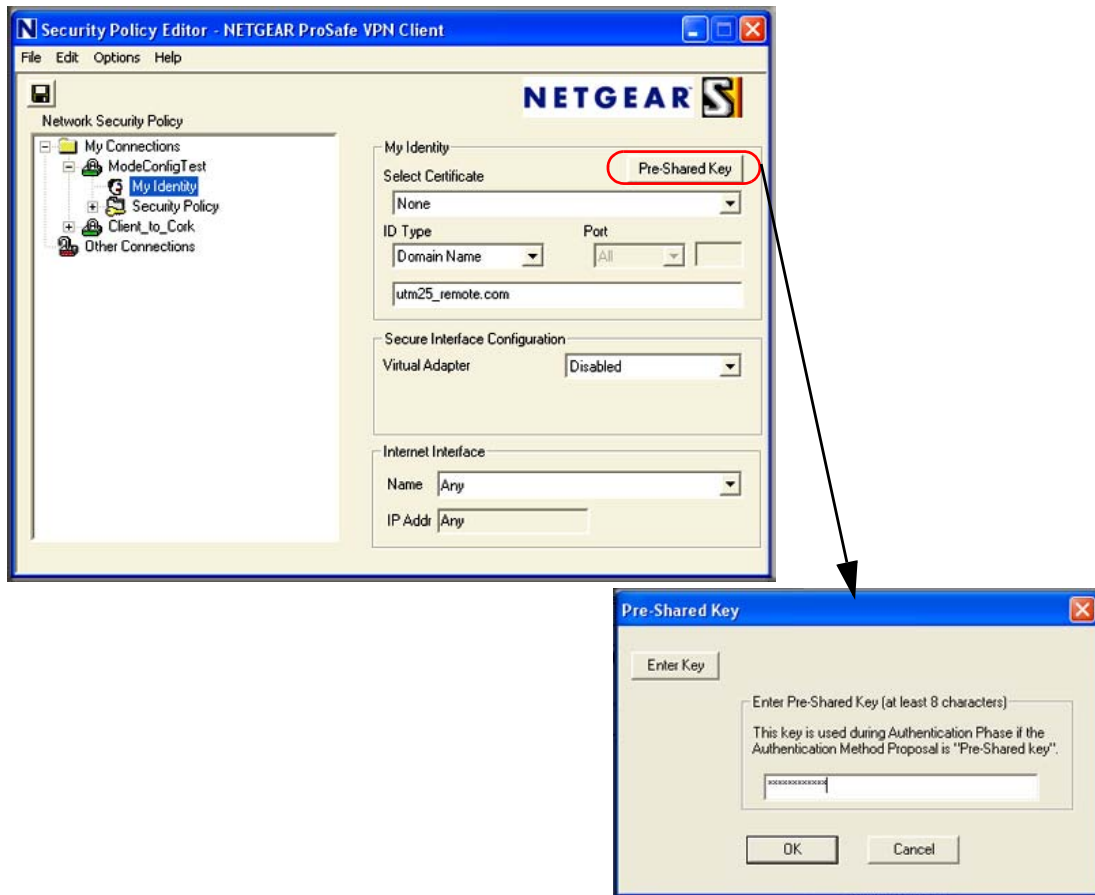 Security Policy Editor - NETGEAR ProSafe VPN Client
File Edit Options Help
NETGEAR
Network Security Policy
My Connections
ModeConfigTest
My Identity
Security Policy
Client_to_Cork
Other Connections
My Identity
Pre-Shared Key
Select Certificate
None
ID Type Port
Domain Name All
utm25_remote.com
Secure Interface Configuration
Virtual Adapter Disabled
Internet Interface
Name Any
IP Addr Any
Pre-Shared Key
Enter Key
Enter Pre-Shared Key (at least 8 characters)
This key is used during Authentication Phase if the
Authentication Method Proposal is "Pre-Shared key".
************
OK Cancel